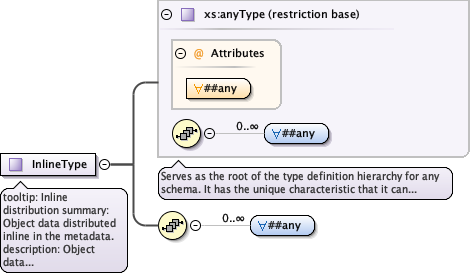 xs:anyType (restriction base)
@ Attributes
∀##any
0..∞
∀##any
Serves as the root of the type definition hierarchy for any
schema. It has the unique characteristic that it can...
InlineType
tooltip: Inline
distribution summary:
Object data distributed
inline in the metadata.
description: Object
data...
0..∞
∀##any